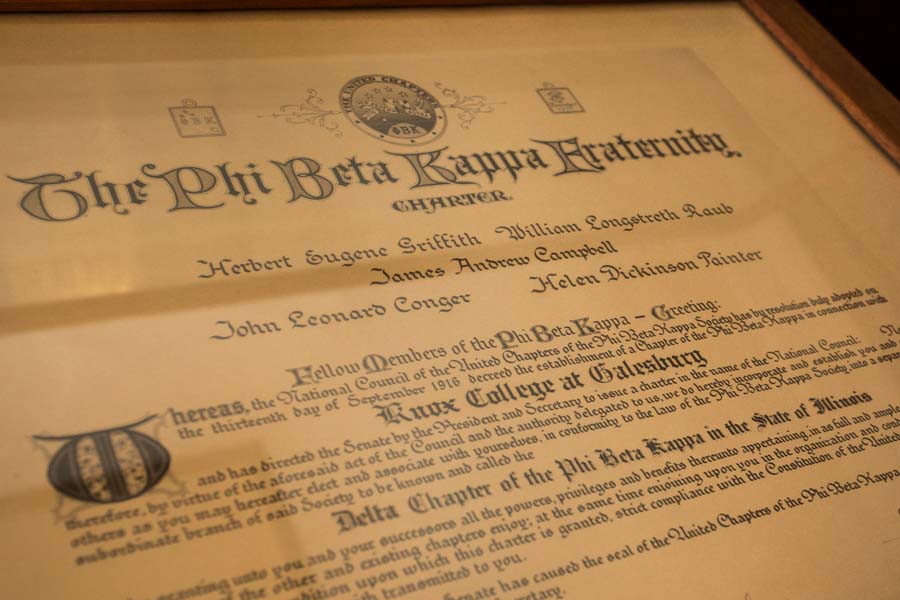 THE UNITED CHAPTERS
ΦΒΚ
The Phi Beta Kappa Fraternity
CHARTER.
Herbert Eugene Griffith William Longstreth Raub
James Andrew Campbell
John Leonard Conger Helen Dickinson Painter
Fellow Members of the Phi Beta Kappa – Greeting:
Whereas, the National Council of the United Chapters of the Phi Beta Kappa Society has by resolution duly adopted on
the thirteenth day of September 1916 decreed the establishment of a Chapter of the Phi Beta Kappa in connection with
Knox College at Galesburg
and has directed the Senate by the President and Secretary to issue a charter in the name of the National Council:
therefore, by virtue of the aforesaid act of the Council and the authority delegated to us, we do hereby incorporate and establish you and
others as you may hereafter elect and associate with yourselves, in conformity to the law of the Phi Beta Kappa Society, into a
subordinate branch of said Society to be known and called the
Delta Chapter of the Phi Beta Kappa in the State of Illinois
granting unto you and your successors all the powers, privileges and benefits thereunto appertaining, in as full and ample
of the other and existing chapters enjoy; at the same time enjoining upon you in the organization and
condition upon which this charter is granted, strict compliance with the Constitution of the United
with transmitted to you.
Senate has caused the seal of the United Chapters of the Phi Beta Kappa